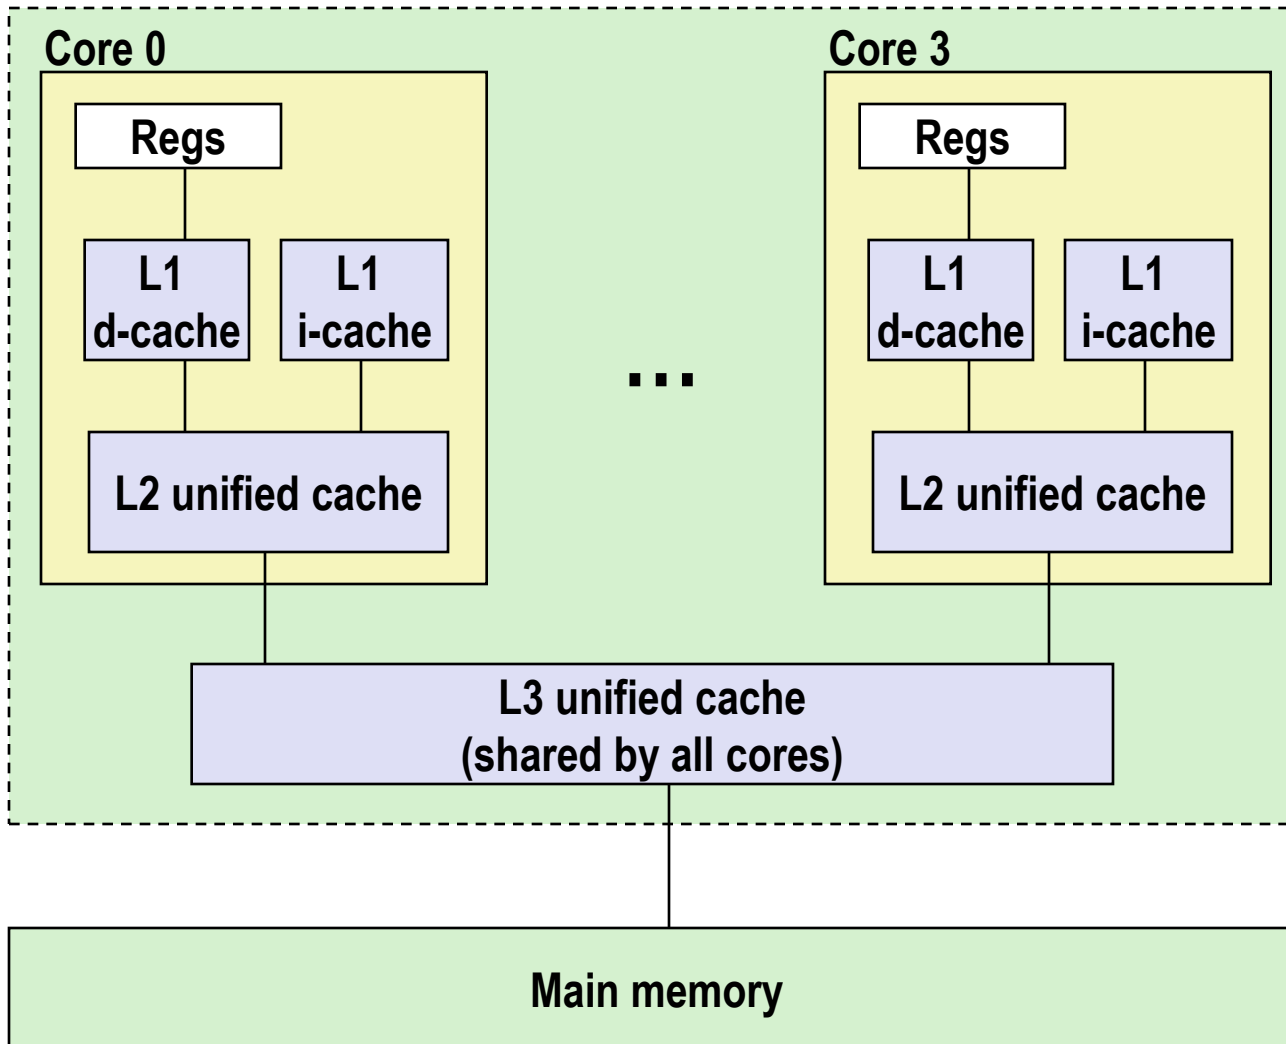 Core 0
Regs
L1
d-cache
L1
i-cache
L2 unified cache
...
Core 3
Regs
L1
d-cache
L1
i-cache
L2 unified cache
L3 unified cache
(shared by all cores)
Main memory